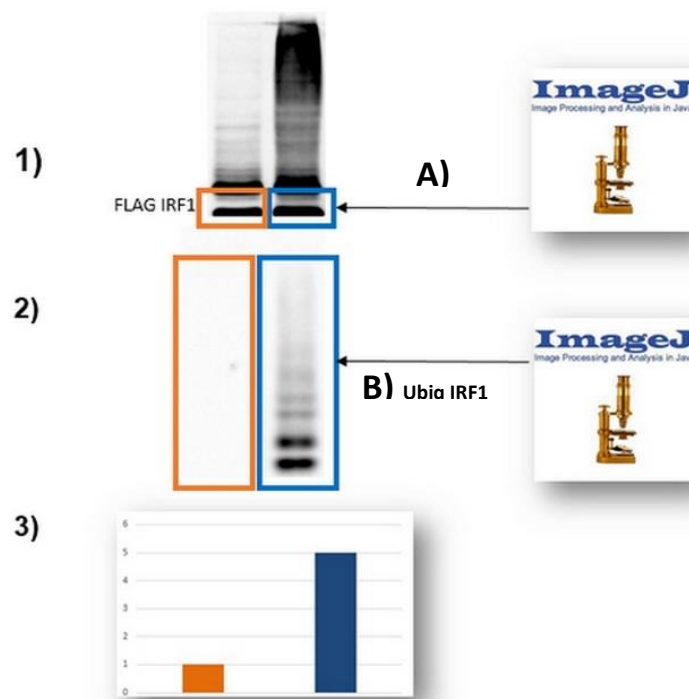 ImageJ
Image Processing and Analysis in Java
1)
A)
FLAG IRF1
2)
ImageJ
Image Processing and Analysis in Java
B) Ubiq IRF1
3)
6
5
4
3
2
1
0